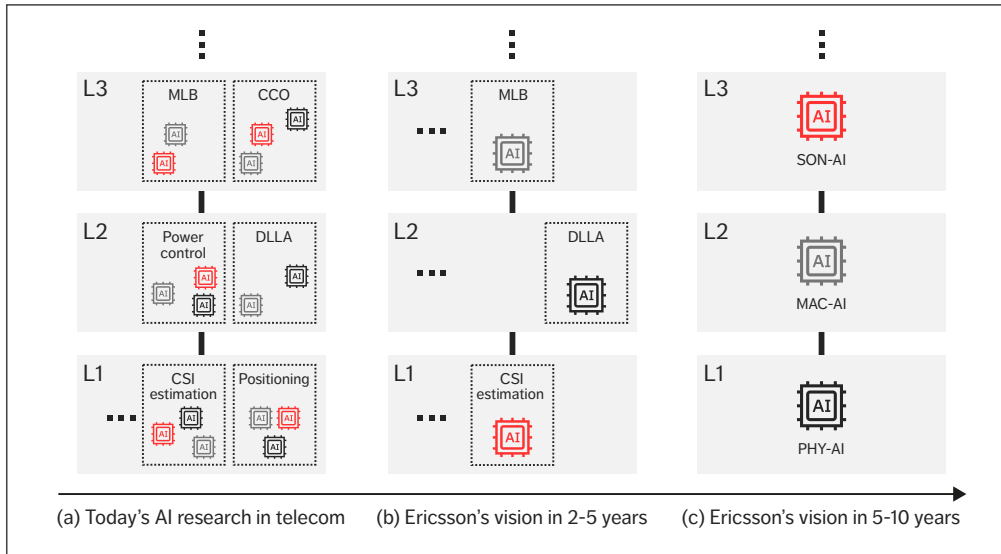 L3
MLB
CCO
AI
AI
AI
AI
AI
L2
Power
control
DLLA
AI
AI
AI
AI
AI
L1
CSI
estimation
Positioning
AI
AI
AI
AI
AI
AI
(a) Today's AI research in telecom
L3
MLB
AI
L2
DLLA
AI
L1
CSI
estimation
AI
(b) Ericsson's vision in 2-5 years
L3
AI
SON-AI
L2
AI
MAC-AI
L1
AI
PHY-AI
(c) Ericsson's vision in 5-10 years